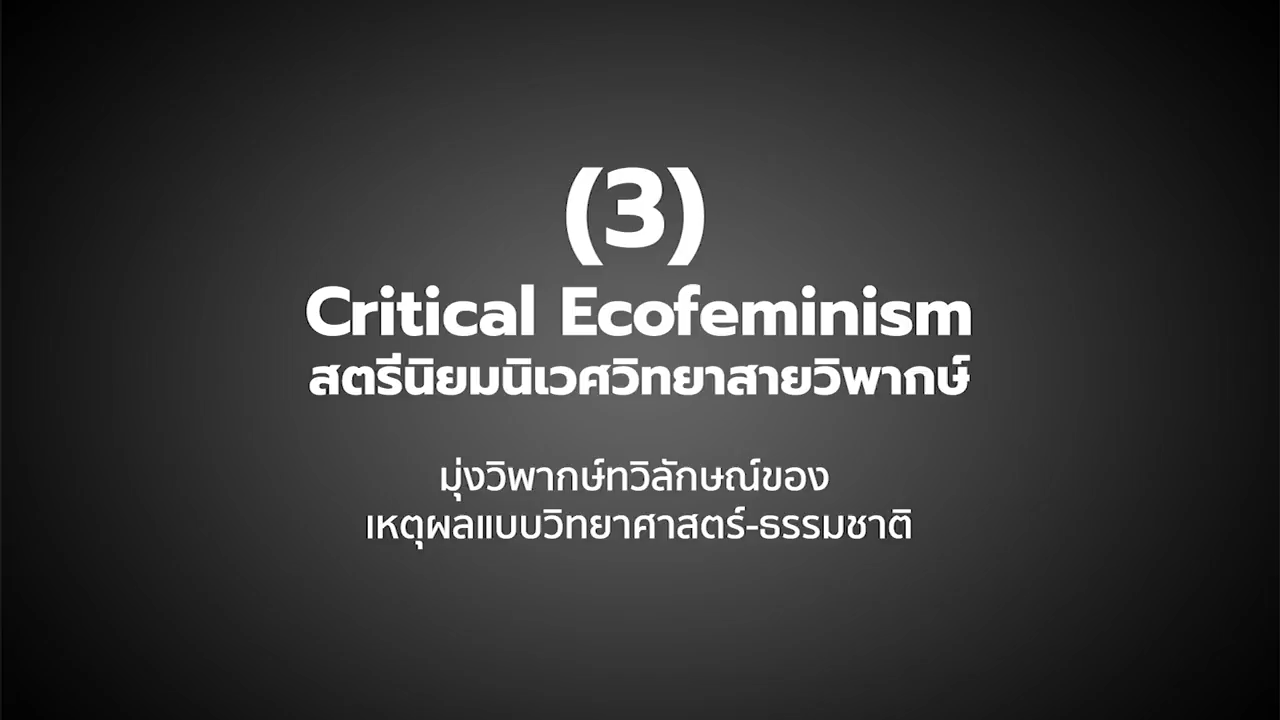 (3)
Critical Ecofeminism
สตรีนิยมนิเวศวิทยาสายวิพากษ์
มุ่งวิพากษ์ทวิลักษณ์ของ
เหตุผลแบบวิทยาศาสตร์-ธรรมชาติ